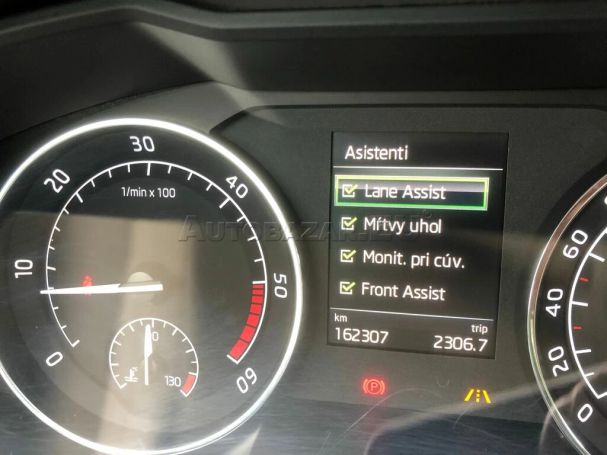 Asistenti
Lane Assist
Mŕtvy uhol
Monit. pri cúv.
Front Assist
km
trip
162307
2306.7
1/min x 100
0
10
20
30
40
50
60
130
P
0
20
40
60
80
AUTOBAZAR.EU